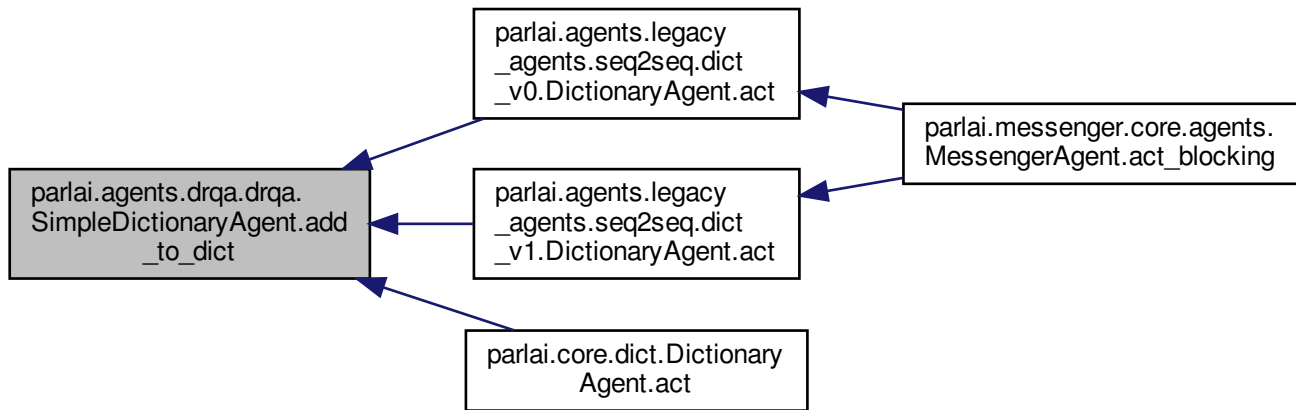 parlai.agents.drqa.drqa.
SimpleDictionaryAgent.add
_to_dict
parlai.agents.legacy
_agents.seq2seq.dict
_v0.DictionaryAgent.act
parlai.agents.legacy
_agents.seq2seq.dict
_v1.DictionaryAgent.act
parlai.core.dict.Dictionary
Agent.act
parlai.messenger.core.agents.
MessengerAgent.act_blocking